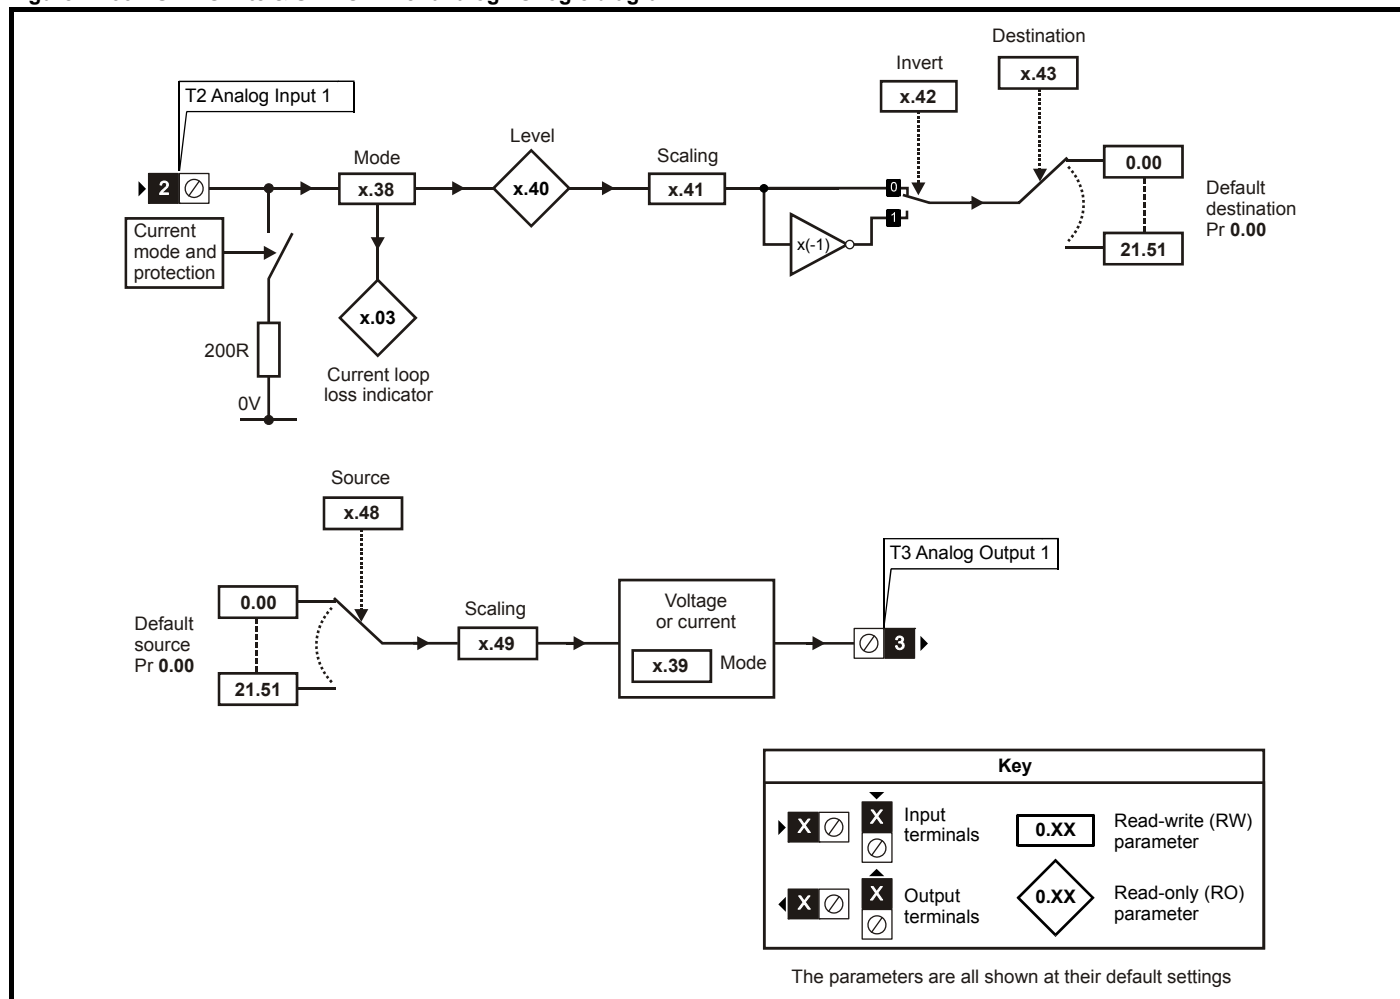 Destination
x.43
Invert
x.42
T2 Analog Input 1
Level
Mode
Scaling
2
x.38
x.40
x.41
0
1
x(-1)
0.00
21.51
Default
destination
Pr 0.00
Current
mode and
protection
x.03
200R
Current loop
loss indicator
0V
Source
x.48
T3 Analog Output 1
0.00
21.51
Default
source
Pr 0.00
Scaling
x.49
Voltage
or current
x.39
Mode
3
Key
X
X
Input
terminals
0.XX
Read-write (RW)
parameter
X
X
Output
terminals
0.XX
Read-only (RO)
parameter
The parameters are all shown at their default settings